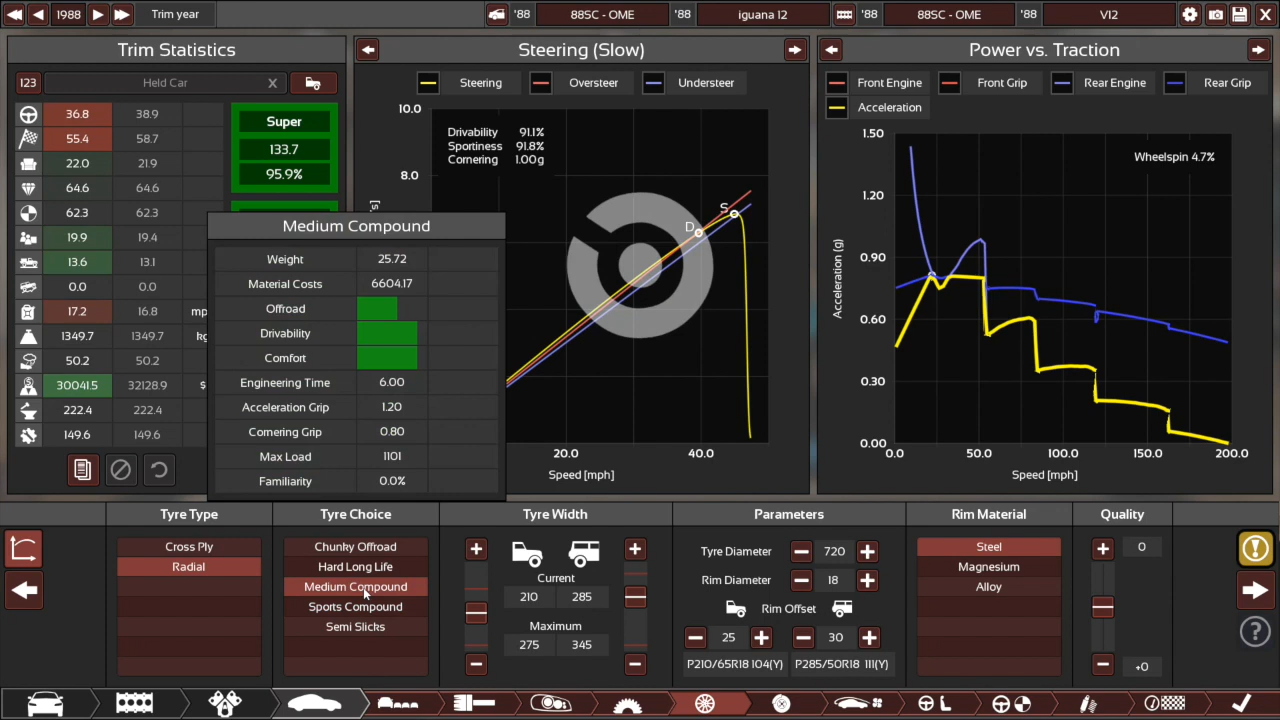 1988 Trim year '88 88SC - OME '88 iguana I2 '88 88SC - OME '88 V12
Trim Statistics
123 Held Car X
36.8 38.9
55.4 58.7
22.0 21.9
64.6 64.6
62.3 62.3
19.9 19.4
13.6 13.1
0.0 0.0
17.2 16.8 mp
1349.7 1349.7 kg
50.2 50.2
30041.5 32128.9 $
222.4 222.4
149.6 149.6
Super
133.7
95.9%
Medium Compound
Weight 25.72
Material Costs 6604.17
Offroad
Drivability
Comfort
Engineering Time 6.00
Acceleration Grip 1.20
Cornering Grip 0.80
Max Load 1101
Familiarity 0.0%
Steering (Slow)
Steering Oversteer Understeer
10.0
8.0
Drivability 91.1%
Sportiness 91.8%
Cornering 1.00g
D S
20.0 40.0
Speed [mph]
Power vs. Traction
Front Engine Front Grip Rear Engine Rear Grip
Acceleration
Wheelspin 4.7%
Acceleration (g)
1.50
1.20
0.90
0.60
0.30
0.00
0.0 50.0 100.0 150.0 200.0
Speed [mph]
Tyre Type
Cross Ply
Radial
Tyre Choice
Chunky Offroad
Hard Long Life
Medium Compound
Sports Compound
Semi Slicks
Tyre Width
Current
210 285
Maximum
275 345
Parameters
Tyre Diameter 720
Rim Diameter 18
Rim Offset
25 30
P210/65R18 104(Y) P285/50R18 111(Y)
Rim Material
Steel
Magnesium
Alloy
Quality
0
+0